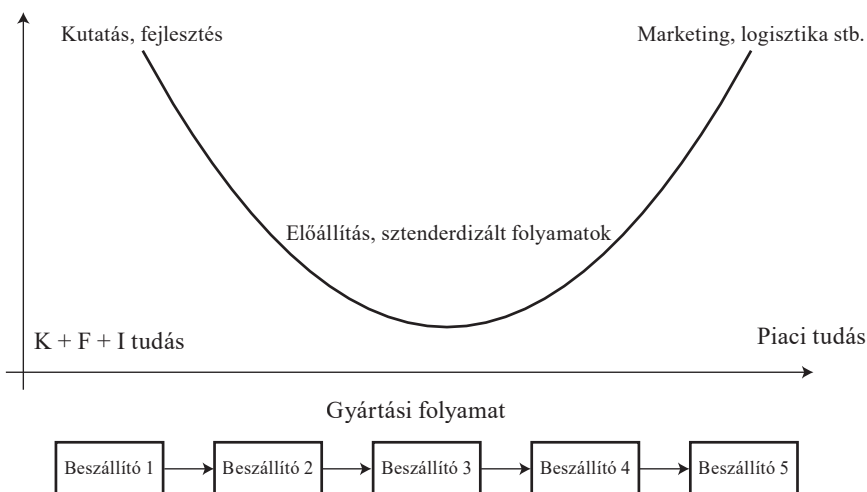 Kutatás, fejlesztés
Marketing, logisztika stb.
Előállítás, sztenderdizált folyamatok
K + F + I tudás
Piaci tudás
Gyártási folyamat
Beszállító 1
Beszállító 2
Beszállító 3
Beszállító 4
Beszállító 5